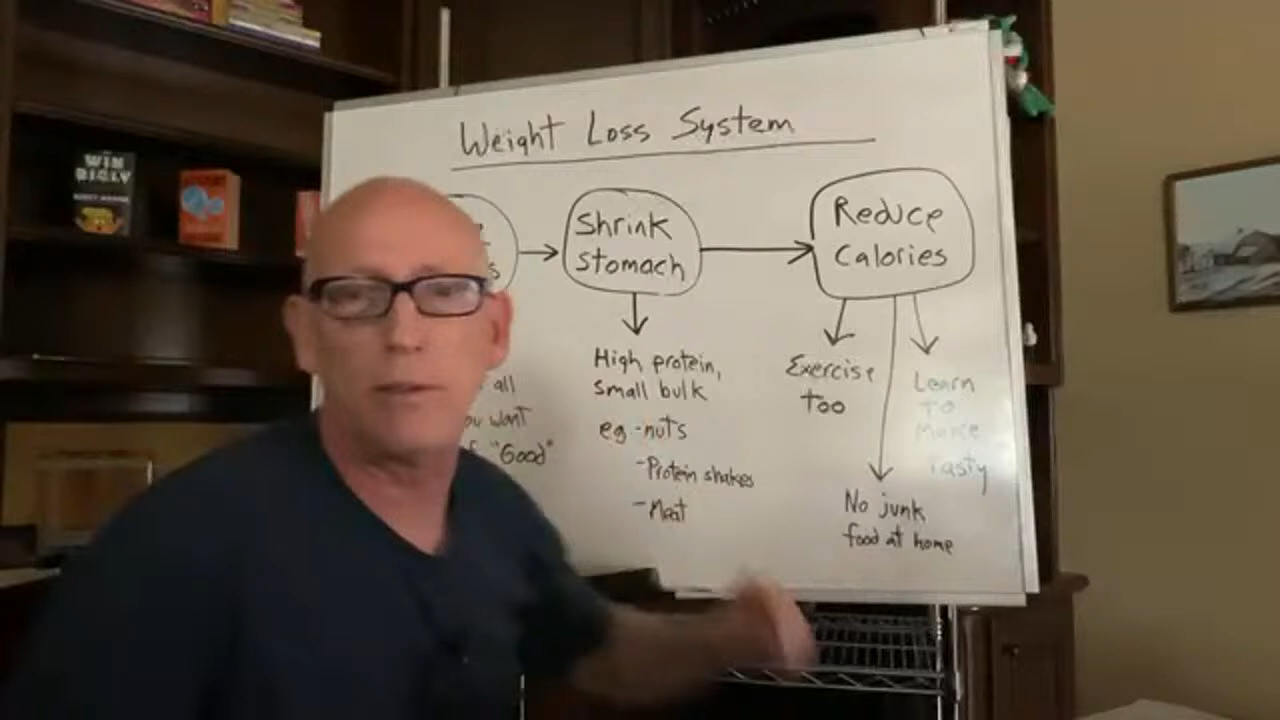 Weight Loss System
Shrink
Stomach
Reduce
Calories
High protein,
Small bulk
eg -nuts
-Protein shakes
-Meat
all
want
"Good"
Exercise
Too
Learn
To
Make
Tasty
No junk
food at home
WIN
BIGLY